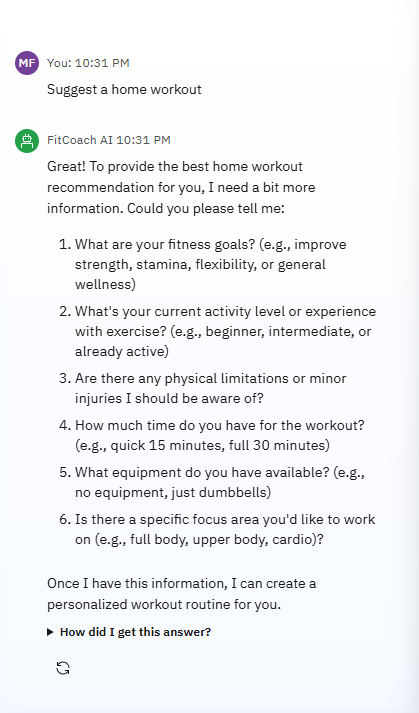 MF You: 10:31 PM
Suggest a home workout
FitCoach AI 10:31 PM
Great! To provide the best home workout
recommendation for you, I need a bit more
information. Could you please tell me:
1. What are your fitness goals? (e.g., improve
strength, stamina, flexibility, or general
wellness)
2. What's your current activity level or experience
with exercise? (e.g., beginner, intermediate, or
already active)
3. Are there any physical limitations or minor
injuries I should be aware of?
4. How much time do you have for the workout?
(e.g., quick 15 minutes, full 30 minutes)
5. What equipment do you have available? (e.g.,
no equipment, just dumbbells)
6. Is there a specific focus area you'd like to work
on (e.g., full body, upper body, cardio)?
Once I have this information, I can create a
personalized workout routine for you.
How did I get this answer?